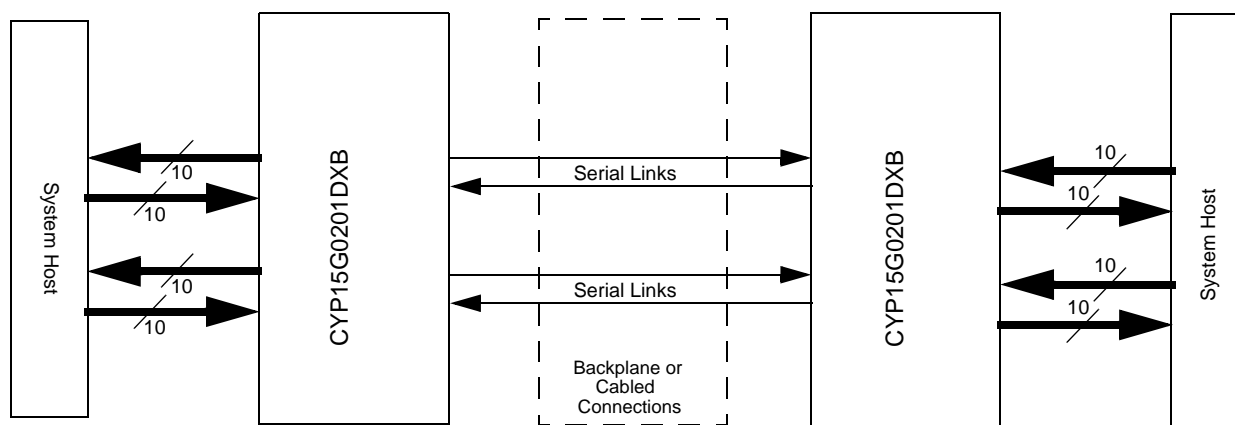 System Host
10
10
10
10
CYP15G0201DXB
Serial Links
Serial Links
Backplane or
Cabled
Connections
CYP15G0201DXB
10
10
10
10
System Host